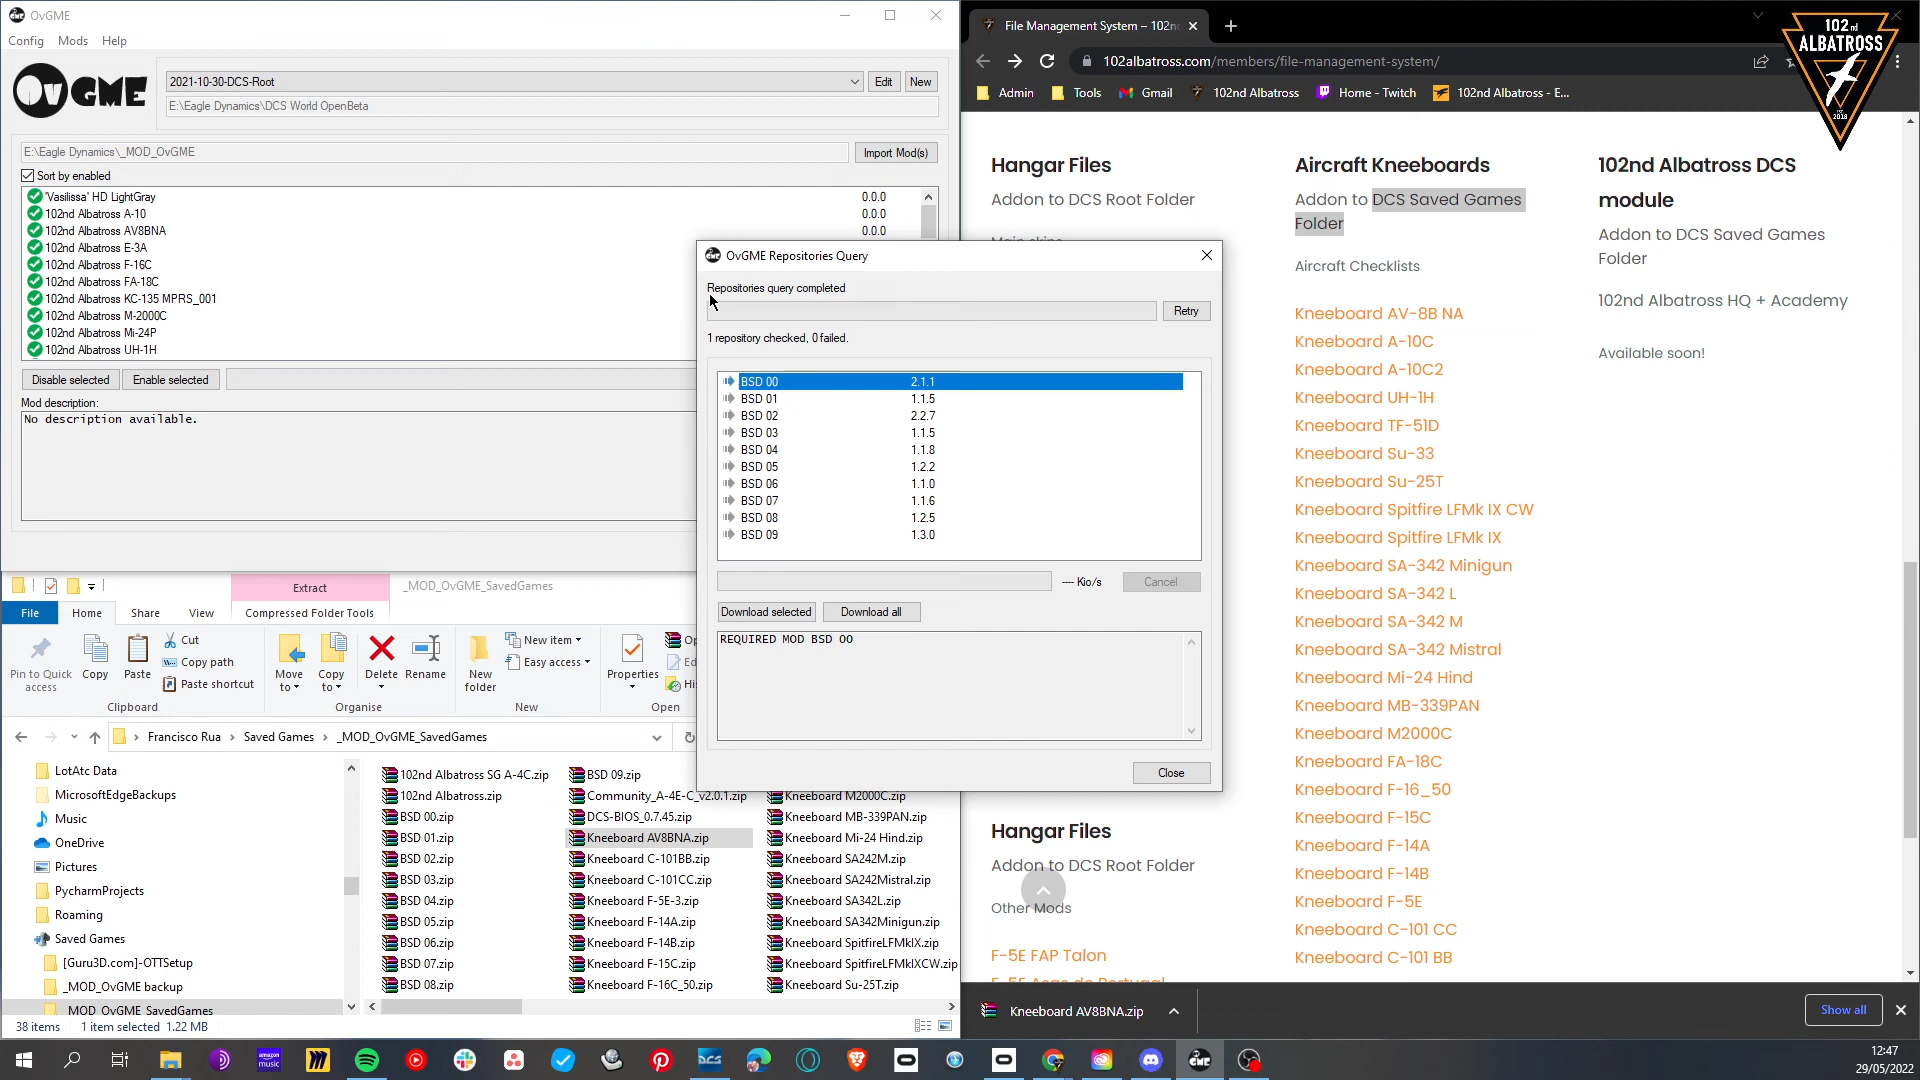 OvGME
Config Mods Help
OvGME
2021-10-30-DCS-Root
Edit
New
E:\Eagle Dynamics\DCS World OpenBeta
E:\Eagle Dynamics\_MOD_OvGME
Import Mod(s)
Sort by enabled
'Vasilissa' HD LightGray 0.0.0
102nd Albatross A-10 0.0.0
102nd Albatross AV8BNA 0.0.0
102nd Albatross E-3A
102nd Albatross F-16C
102nd Albatross FA-18C
102nd Albatross KC-135 MPRS_001
102nd Albatross M-2000C
102nd Albatross Mi-24P
102nd Albatross UH-1H
Disable selected
Enable selected
Mod description:
No description available.
OvGME Repositories Query
Repositories query completed
Retry
1 repository checked, 0 failed.
BSD 00 2.1.1
BSD 01 1.1.5
BSD 02 2.2.7
BSD 03 1.1.5
BSD 04 1.1.8
BSD 05 1.2.2
BSD 06 1.1.0
BSD 07 1.1.6
BSD 08 1.2.5
BSD 09 1.3.0
---- Kio/s
Cancel
Download selected
Download all
REQUIRED MOD BSD 00
Close
Extract
_MOD_OvGME_SavedGames
File Home Share View Compressed Folder Tools
Pin to Quick access
Copy
Paste
Cut
Copy path
Paste shortcut
Clipboard
Move to
Copy to
Delete
Rename
Organise
New folder
New item
Easy access
New
Properties
Open
Francisco Rua > Saved Games > _MOD_OvGME_SavedGames
LotAtc Data
MicrosoftEdgeBackups
Music
OneDrive
Pictures
PycharmProjects
Roaming
Saved Games
[Guru3D.com]-OTTSetup
_MOD_OvGME backup
_MOD_OvGME_SavedGames
102nd Albatross SG A-4C.zip
102nd Albatross.zip
BSD 00.zip
BSD 01.zip
BSD 02.zip
BSD 03.zip
BSD 04.zip
BSD 05.zip
BSD 06.zip
BSD 07.zip
BSD 08.zip
BSD 09.zip
Community_A-4E-C_v2.0.1.zip
DCS-BIOS_0.7.45.zip
Kneeboard AV8BNA.zip
Kneeboard C-101BB.zip
Kneeboard C-101CC.zip
Kneeboard F-5E-3.zip
Kneeboard F-14A.zip
Kneeboard F-14B.zip
Kneeboard F-15C.zip
Kneeboard F-16C_50.zip
Kneeboard M2000C.zip
Kneeboard MB-339PAN.zip
Kneeboard Mi-24 Hind.zip
Kneeboard SA242M.zip
Kneeboard SA242Mistral.zip
Kneeboard SA342L.zip
Kneeboard SA342Minigun.zip
Kneeboard SpitfireLFMkIX.zip
Kneeboard SpitfireLFMkIXCW.zip
Kneeboard Su-25T.zip
38 items 1 item selected 1.22 MB
File Management System – 102n
102albatross.com/members/file-management-system/
Admin
Tools
Gmail
102nd Albatross
Home - Twitch
102nd Albatross - E...
102nd
ALBATROSS
EST.
2018
Hangar Files
Addon to DCS Root Folder
Main skins
Hangar Files
Addon to DCS Root Folder
Other Mods
F-5E FAP Talon
F-5E Aggs de Portugal
Aircraft Kneeboards
Addon to DCS Saved Games
Folder
Aircraft Checklists
Kneeboard AV-8B NA
Kneeboard A-10C
Kneeboard A-10C2
Kneeboard UH-1H
Kneeboard TF-51D
Kneeboard Su-33
Kneeboard Su-25T
Kneeboard Spitfire LFMk IX CW
Kneeboard Spitfire LFMk IX
Kneeboard SA-342 Minigun
Kneeboard SA-342 L
Kneeboard SA-342 M
Kneeboard SA-342 Mistral
Kneeboard Mi-24 Hind
Kneeboard MB-339PAN
Kneeboard M2000C
Kneeboard FA-18C
Kneeboard F-16_50
Kneeboard F-15C
Kneeboard F-14A
Kneeboard F-14B
Kneeboard F-5E
Kneeboard C-101 CC
Kneeboard C-101 BB
102nd Albatross DCS
module
Addon to DCS Saved Games
Folder
102nd Albatross HQ + Academy
Available soon!
Kneeboard AV8BNA.zip
Show all
12:47
29/05/2022